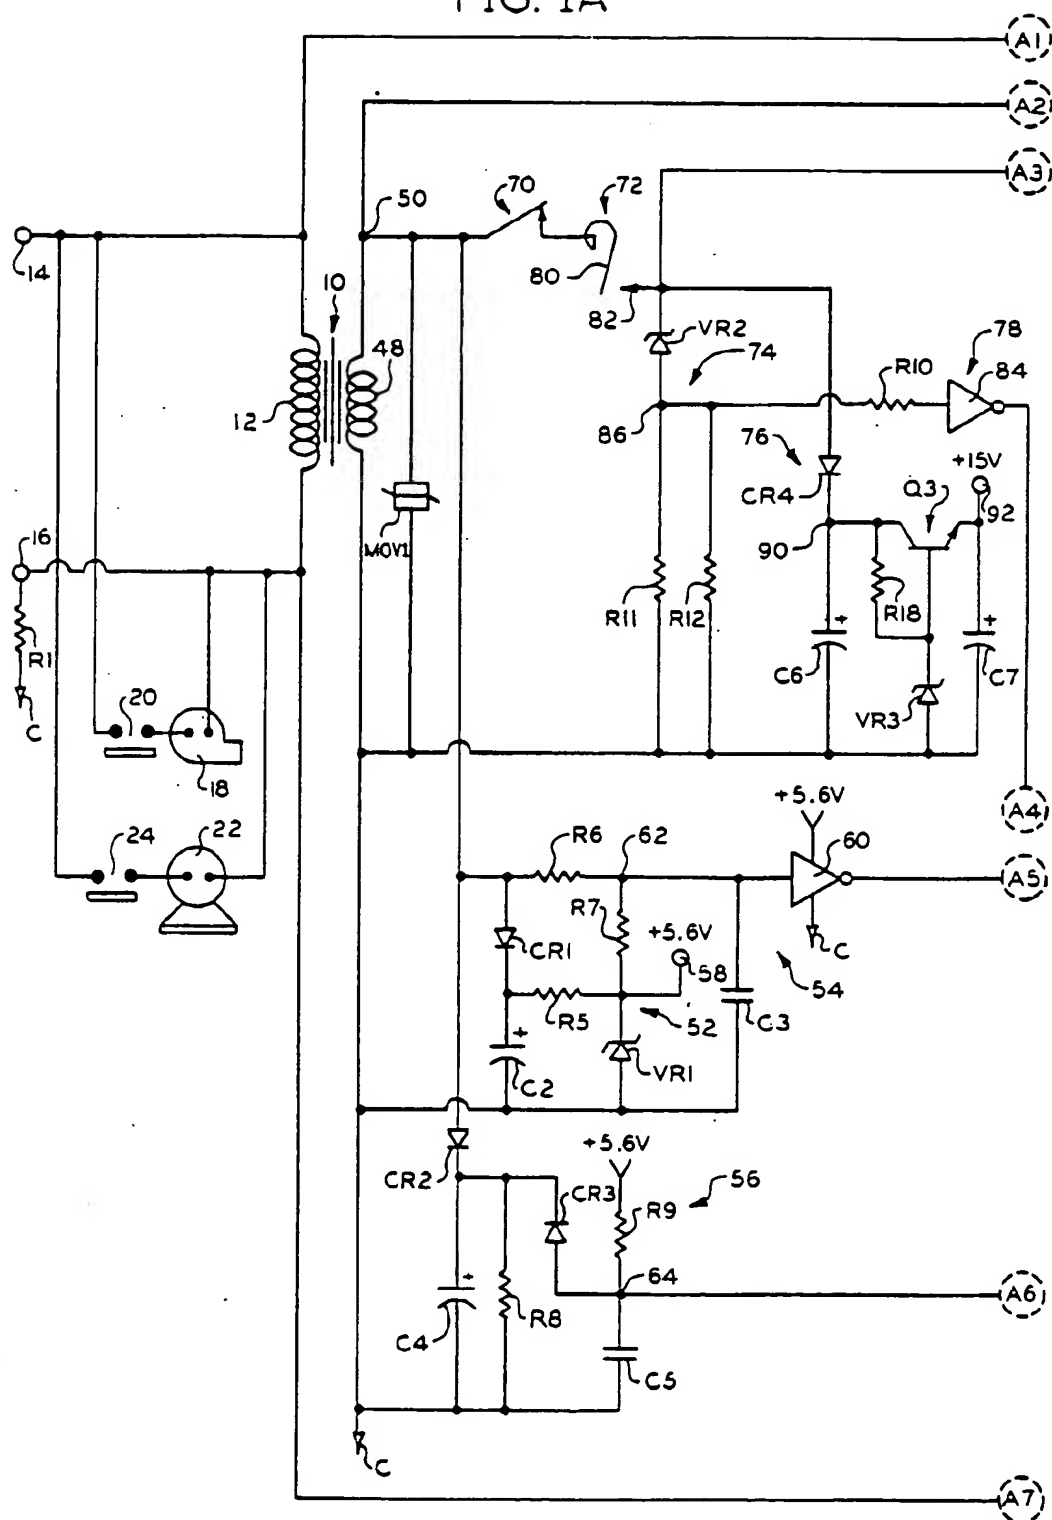 FIG. 1A
A1
A2
A3
70
72
50
14
80
82
10
VR2
74
78
48
R10
84
12
86
76
+15V
CR4
Q3
92
MOV1
16
90
R11
R12
R18
R1
C6
C7
20
VR3
C
18
+5.6V
A4
24
22
R6
62
60
A5
R7
+5.6V
CR1
58
C
54
R5
52
C3
C2
VR1
+5.6V
CR2
CR3
56
R9
64
A6
C4
R8
C5
C
A7